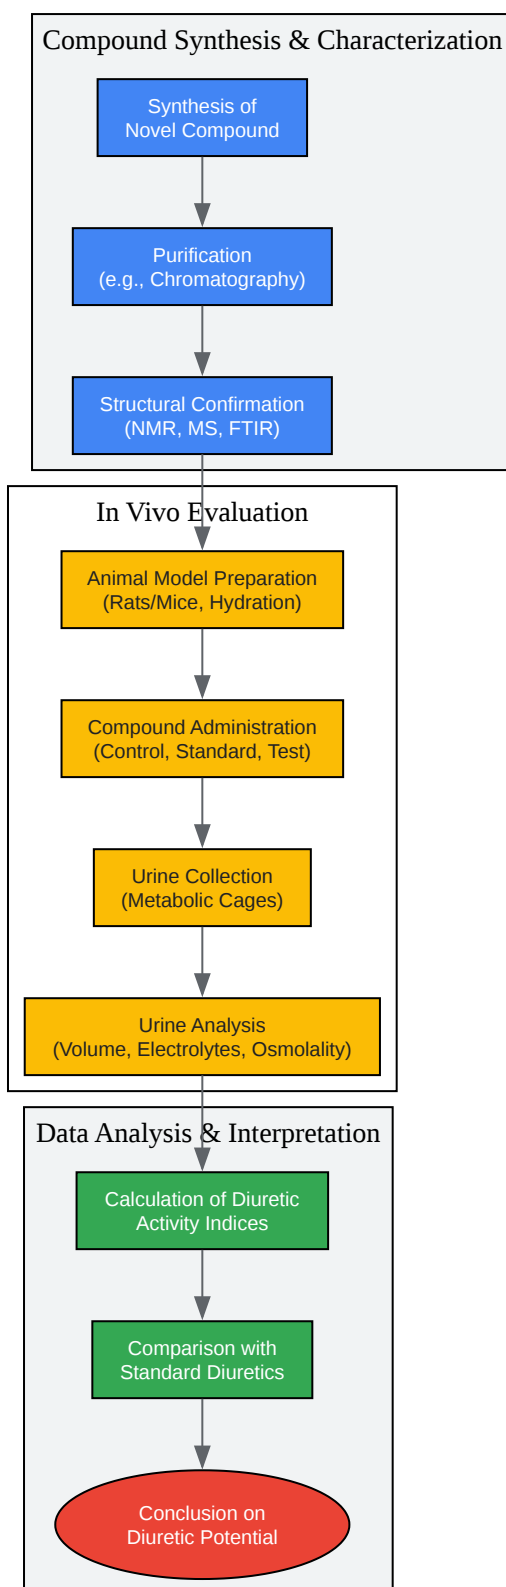 Compound Synthesis & Characterization
Synthesis of
Novel Compound
Purification
(e.g., Chromatography)
Structural Confirmation
(NMR, MS, FTIR)
In Vivo Evaluation
Animal Model Preparation
(Rats/Mice, Hydration)
Compound Administration
(Control, Standard, Test)
Urine Collection
(Metabolic Cages)
Urine Analysis
(Volume, Electrolytes, Osmolality)
Data Analysis & Interpretation
Calculation of Diuretic
Activity Indices
Comparison with
Standard Diuretics
Conclusion on
Diuretic Potential